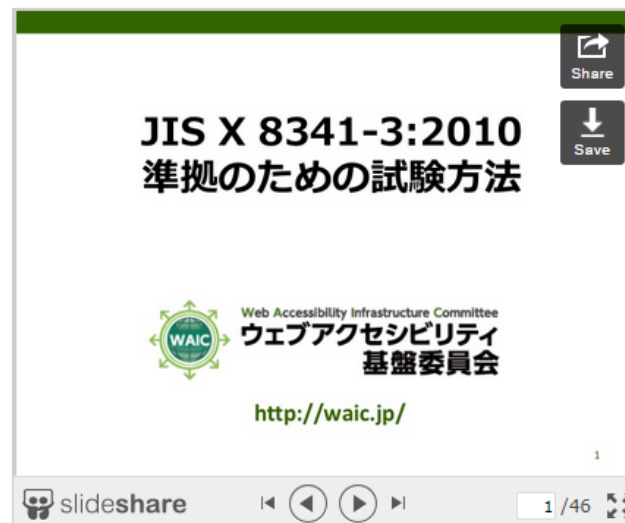 Share
Save
JIS X 8341-3:2010
準拠のための試験方法
WAIC
Web Accessibility Infrastructure Committee
ウェブアクセシビリティ
基盤委員会
http://waic.jp/
1
slideshare
1 /46